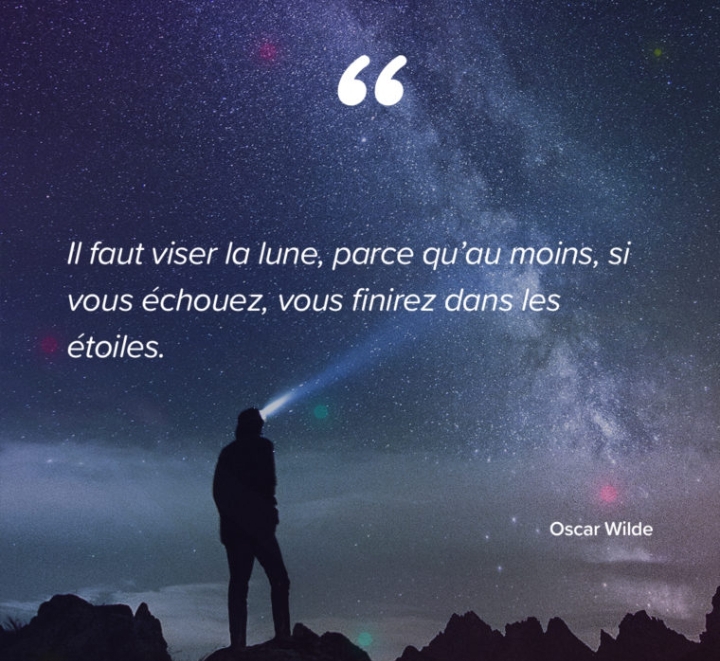 “
Il faut viser la lune, parce qu’au moins, si
vous échouez, vous finirez dans les
étoiles.
Oscar Wilde